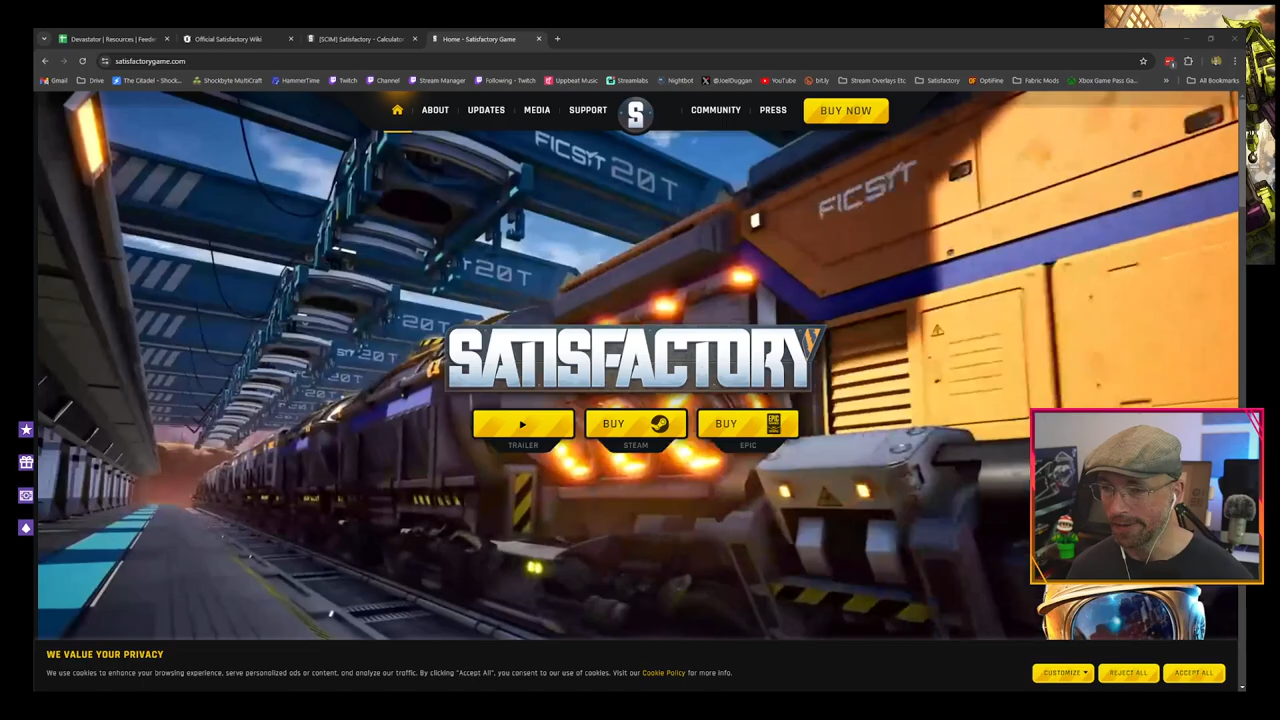 Devastator | Resources | Feed
Official Satisfactory Wiki
[SCIM] Satisfactory - Calculator
Home - Satisfactory Game
satisfactorygame.com
Gmail
Drive
The Citadel - Shock...
Shockbyte MultiCraft
HammerTime
Twitch
Channel
Stream Manager
Following - Twitch
Uppbeat Music
Streamlabs
Nightbot
@JoelDuggan
YouTube
bit.ly
Stream Overlays Etc
Satisfactory
OptiFine
Fabric Mods
Xbox Game Pass Ga...
All Bookmarks
ABOUT
UPDATES
MEDIA
SUPPORT
S
COMMUNITY
PRESS
BUY NOW
FICSIT 20T
FICSIT
20T
20T
SATISFACTORY
BUY
BUY
EPIC GAMES
TRAILER
STEAM
EPIC
WE VALUE YOUR PRIVACY
We use cookies to enhance your browsing experience, serve personalized ads or content, and analyze our traffic. By clicking "Accept All", you consent to our use of cookies. Visit our Cookie Policy for more info.
CUSTOMIZE
REJECT ALL
ACCEPT ALL